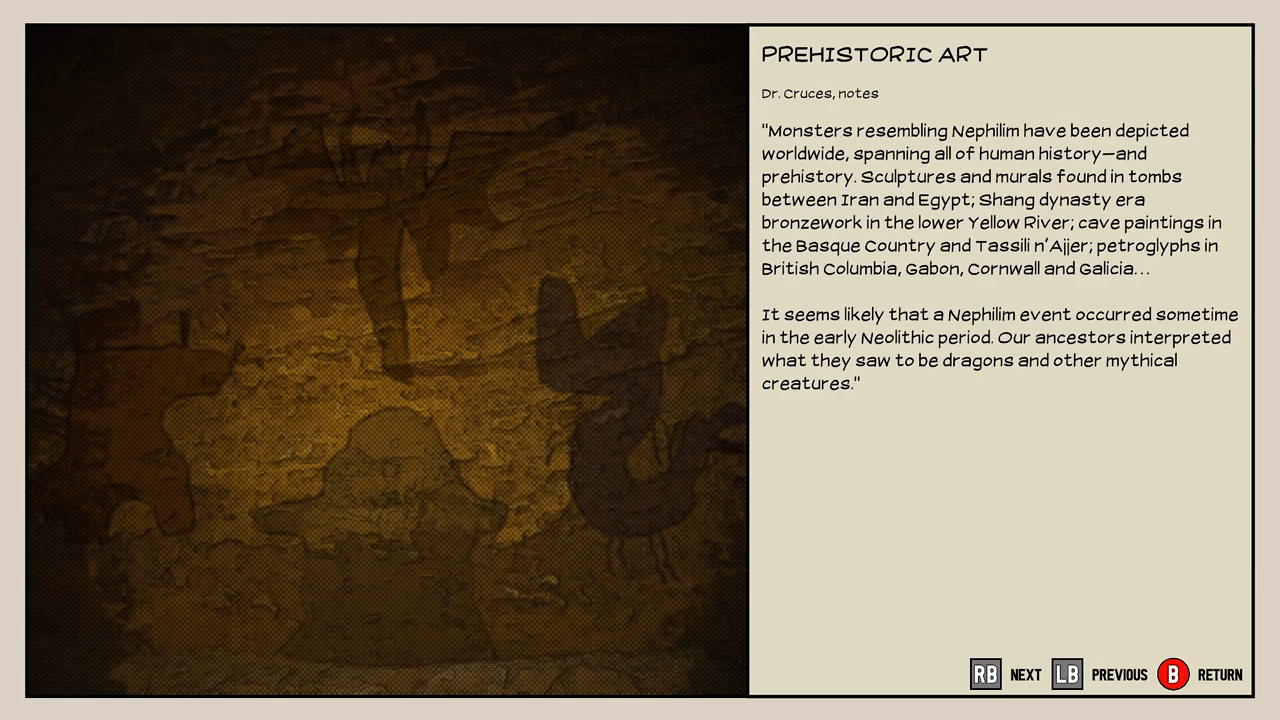 PREHISTORIC ART
Dr. Cruces, notes
"Monsters resembling Nephilim have been depicted
worldwide, spanning all of human history—and
prehistory. Sculptures and murals found in tombs
between Iran and Egypt; Shang dynasty era
bronzework in the lower Yellow River; cave paintings in
the Basque Country and Tassili n'Ajjer; petroglyphs in
British Columbia, Gabon, Cornwall and Galicia...
It seems likely that a Nephilim event occurred sometime
in the early Neolithic period. Our ancestors interpreted
what they saw to be dragons and other mythical
creatures."
RB NEXT LB PREVIOUS B RETURN